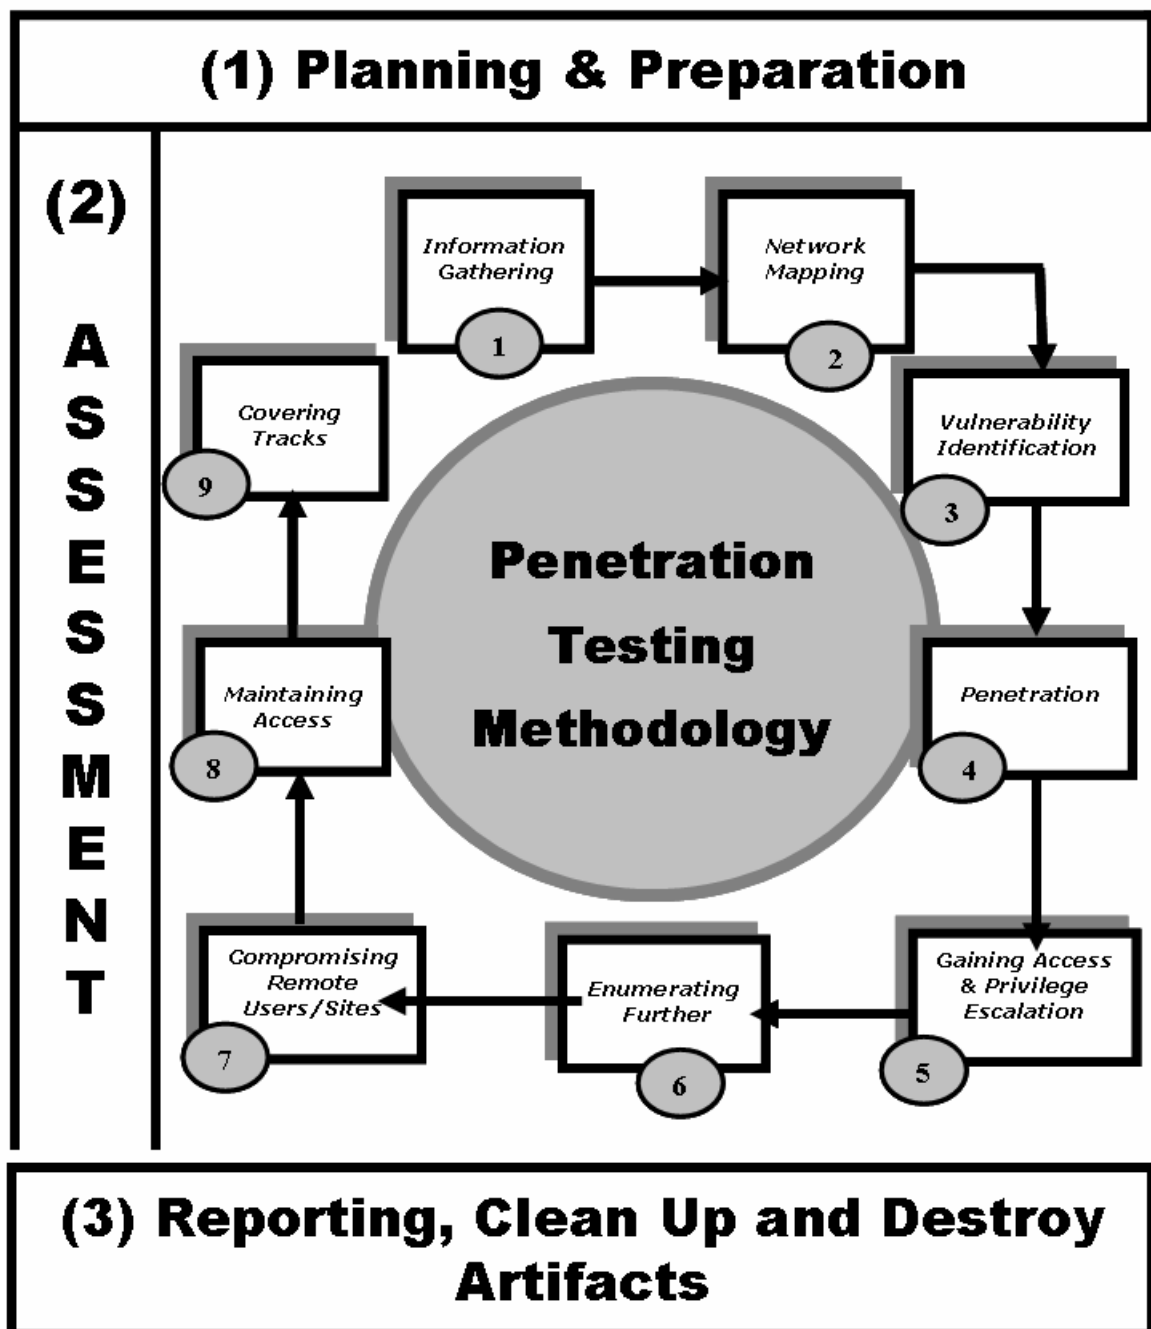 (1) Planning & Preparation
(2)
A
S
S
E
S
S
M
E
N
T
Information
Gathering
1
Network
Mapping
2
Vulnerability
Identification
3
Penetration
4
Gaining Access
& Privilege
Escalation
5
Enumerating
Further
6
Compromising
Remote
Users/Sites
7
Maintaining
Access
8
Covering
Tracks
9
Penetration
Testing
Methodology
(3) Reporting, Clean Up and Destroy
Artifacts